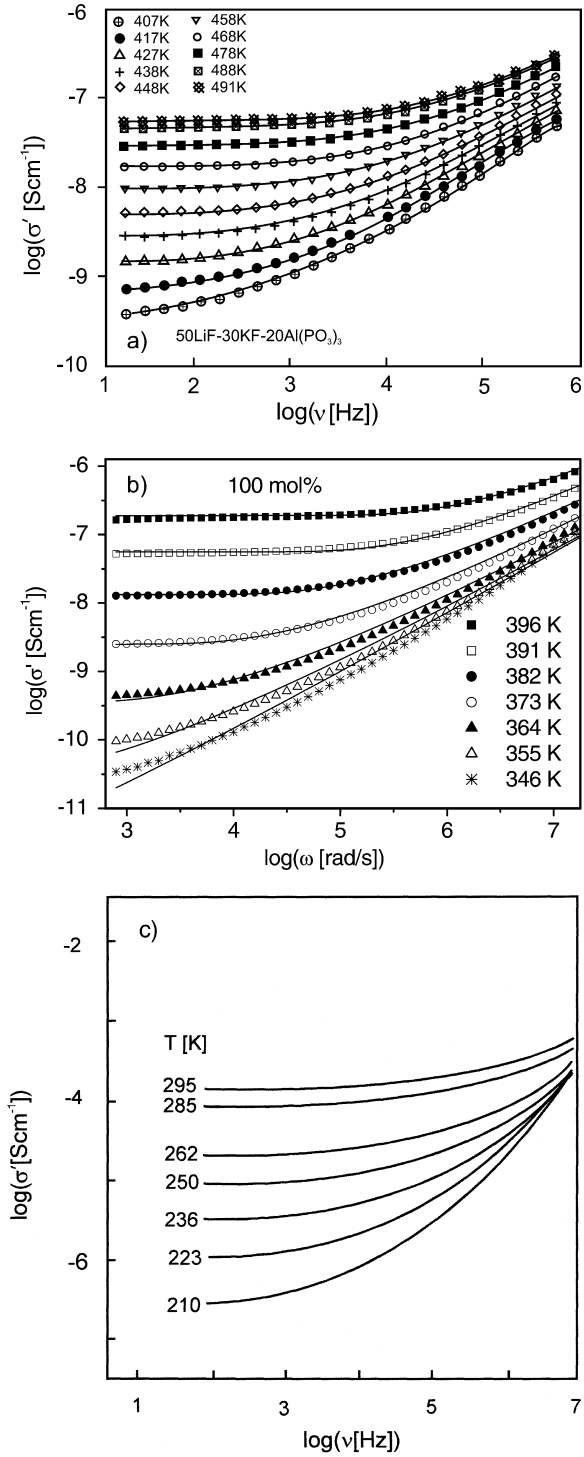 -6
-7
-8
-9
-10
log(σ′ [Scm⁻¹])
407K 458K
417K 468K
427K 478K
438K 488K
448K 491K
a) 50LiF-30KF-20Al(PO₃)₃
1 2 3 4 5 6
log(ν [Hz])
-6
-7
-8
-9
-10
-11
log(σ' [Scm⁻¹])
b) 100 mol%
396 K
391 K
382 K
373 K
364 K
355 K
346 K
3 4 5 6 7
log(ω [rad/s])
-2
-4
-6
log(σ′[Scm⁻¹])
c)
T [K]
295
285
262
250
236
223
210
1 3 5 7
log(ν[Hz])